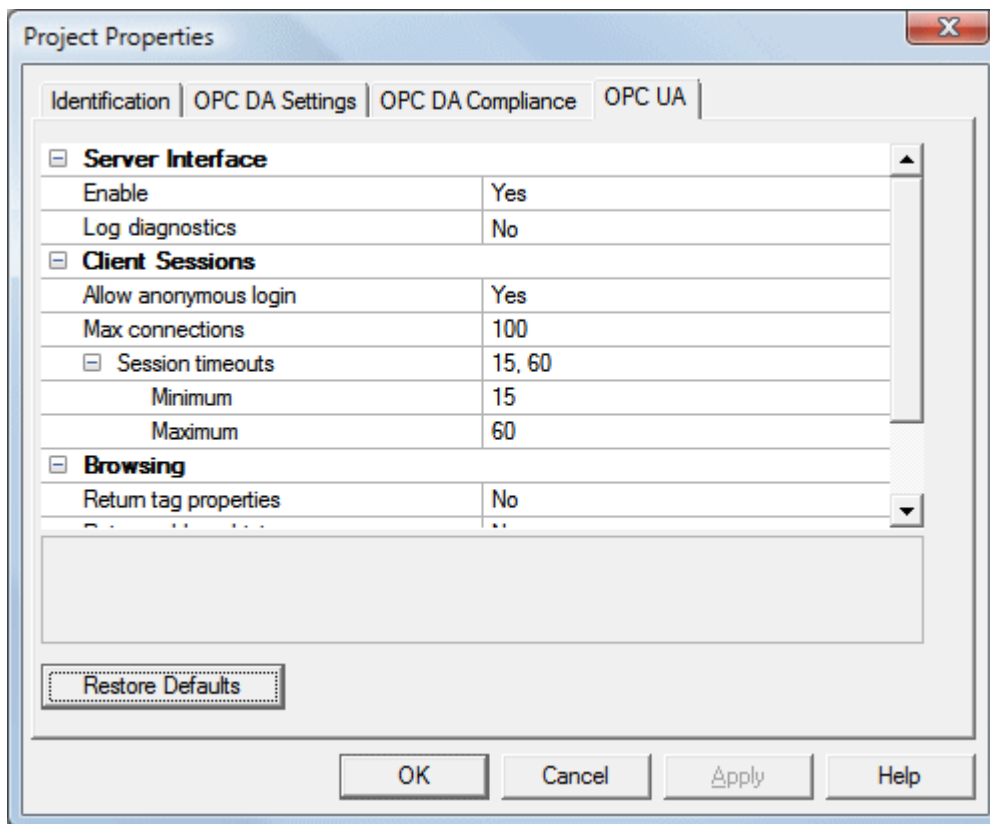 Project Properties
Identification OPC DA Settings OPC DA Compliance OPC UA
Server Interface
Enable Yes
Log diagnostics No
Client Sessions
Allow anonymous login Yes
Max connections 100
Session timeouts 15, 60
Minimum 15
Maximum 60
Browsing
Return tag properties No
Restore Defaults
OK Cancel Apply Help